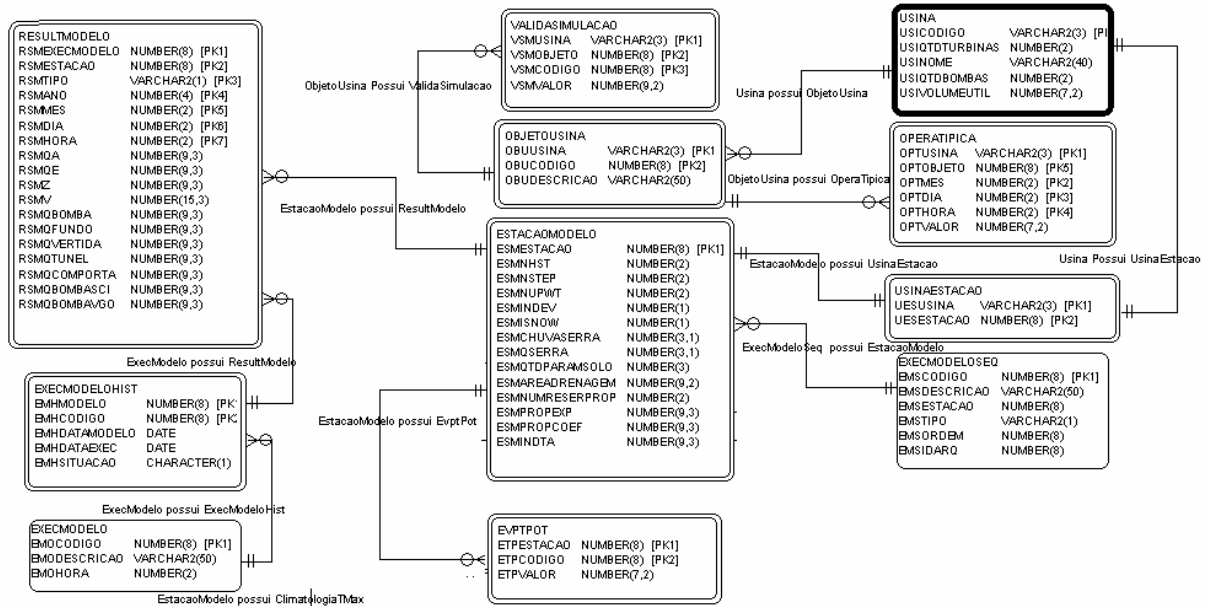 RESULTMODELO
RSMEXECMODELO NUMBER(8) [PK1]
RSMESTACAO NUMBER(8) [PK2]
RSMTIPO VARCHAR2(1) [PK3]
RSMANO NUMBER(4) [PK4]
RSMMES NUMBER(2) [PK5]
RSMDIA NUMBER(2) [PK6]
RSMHORA NUMBER(2) [PK7]
RSMQA NUMBER(9,3)
RSMQE NUMBER(9,3)
RSMZ NUMBER(9,3)
RSMV NUMBER(15,3)
RSMQBOMBA NUMBER(9,3)
RSMQFUNDO NUMBER(9,3)
RSMQVERTIDA NUMBER(9,3)
RSMQTUNEL NUMBER(9,3)
RSMQCOMPORTA NUMBER(9,3)
RSMQBOMBASCI NUMBER(9,3)
RSMQBOMBAVGO NUMBER(9,3)
ExecModelo possui ResultModelo
EXECMODELOHIST
EMHMODELO NUMBER(8) [PK
EMHCODIGO NUMBER(8) [PK
EMHDATAMODELO DATE
EMHDATAEXEC DATE
EMHSITUACAO CHARACTER(1)
ExecModelo possui ExecModeloHist
EXECMODELO
EMOCODIGO NUMBER(8) [PK1]
EMODESCRICAO VARCHAR2(50)
EMOHORA NUMBER(2)
EstacaoModelo possui ClimatologiaTMax
ObjetoUsina Possui ValidaSimulacao
EstacaoModelo possui ResultModelo
EstacaoModelo possui EvptPot
VALIDASIMULACAO
VSMUSINA VARCHAR2(3) [PK1]
VSMOBJETO NUMBER(8) [PK2]
VSMCODIGO NUMBER(8) [PK3]
VSMVALOR NUMBER(9,2)
OBJETOUSINA
OBUUSINA VARCHAR2(3) [PK1
OBUCODIGO NUMBER(8) [PK2]
OBUDESCRICAO VARCHAR2(50)
ESTACAOMODELO
ESMESTACAO NUMBER(8) [PK1]
ESMNHST NUMBER(2)
ESMNSTEP NUMBER(2)
ESMNUPWT NUMBER(2)
ESMINDEV NUMBER(1)
ESMISNOW NUMBER(1)
ESMCHUVASERRA NUMBER(3,1)
ESMQSERRA NUMBER(3,1)
ESMQTDPARAMSOLO NUMBER(3)
ESMAREADRENAGEM NUMBER(9,2)
ESMNUMRESERPROP NUMBER(2)
ESMPROPEXP NUMBER(9,3)
ESMPROPCOEF NUMBER(9,3)
ESMINDTA NUMBER(9,3)
EVPTPOT
ETPESTACAO NUMBER(8) [PK1]
ETPCODIGO NUMBER(8) [PK2]
ETPVALOR NUMBER(7,2)
Usina possui ObjetoUsina
ObjetoUsina possui OperaTipica
EstacaoModelo possui UsinaEstacao
ExecModeloSeq possui EstacaoModelo
USINA
USICODIGO VARCHAR2(3) [P
USIQTDTURBINAS NUMBER(2)
USINOME VARCHAR2(40)
USIQTDBOMBAS NUMBER(2)
USIVOLUMEUTIL NUMBER(7,2)
OPERATIPICA
OPTUSINA VARCHAR2(3) [PK1]
OPTOBJETO NUMBER(8) [PK5]
OPTMES NUMBER(2) [PK2]
OPTDIA NUMBER(2) [PK3]
OPTHORA NUMBER(2) [PK4]
OPTVALOR NUMBER(7,2)
Usina Possui UsinaEstacao
USINAESTACAO
UESUSINA VARCHAR2(3) [PK1]
UESESTACAO NUMBER(8) [PK2]
EXECMODELOSEQ
EMSCODIGO NUMBER(8) [PK1]
EMSDESCRICAO VARCHAR2(50)
EMSESTACAO NUMBER(8)
EMSTIPO VARCHAR2(1)
EMSORDEM NUMBER(8)
EMSIDARQ NUMBER(8)